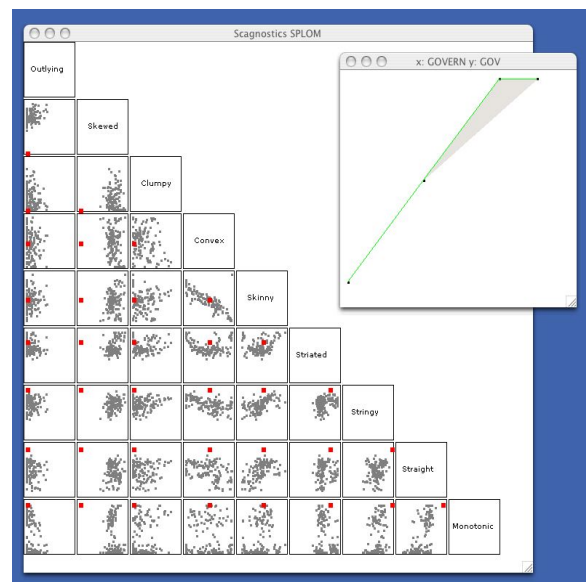 Scagnostics SPLOM
x: GOVERN y: GOV
Outlying
Skewed
Clumpy
Convex
Skinny
Striated
Stringy
Straight
Monotonic